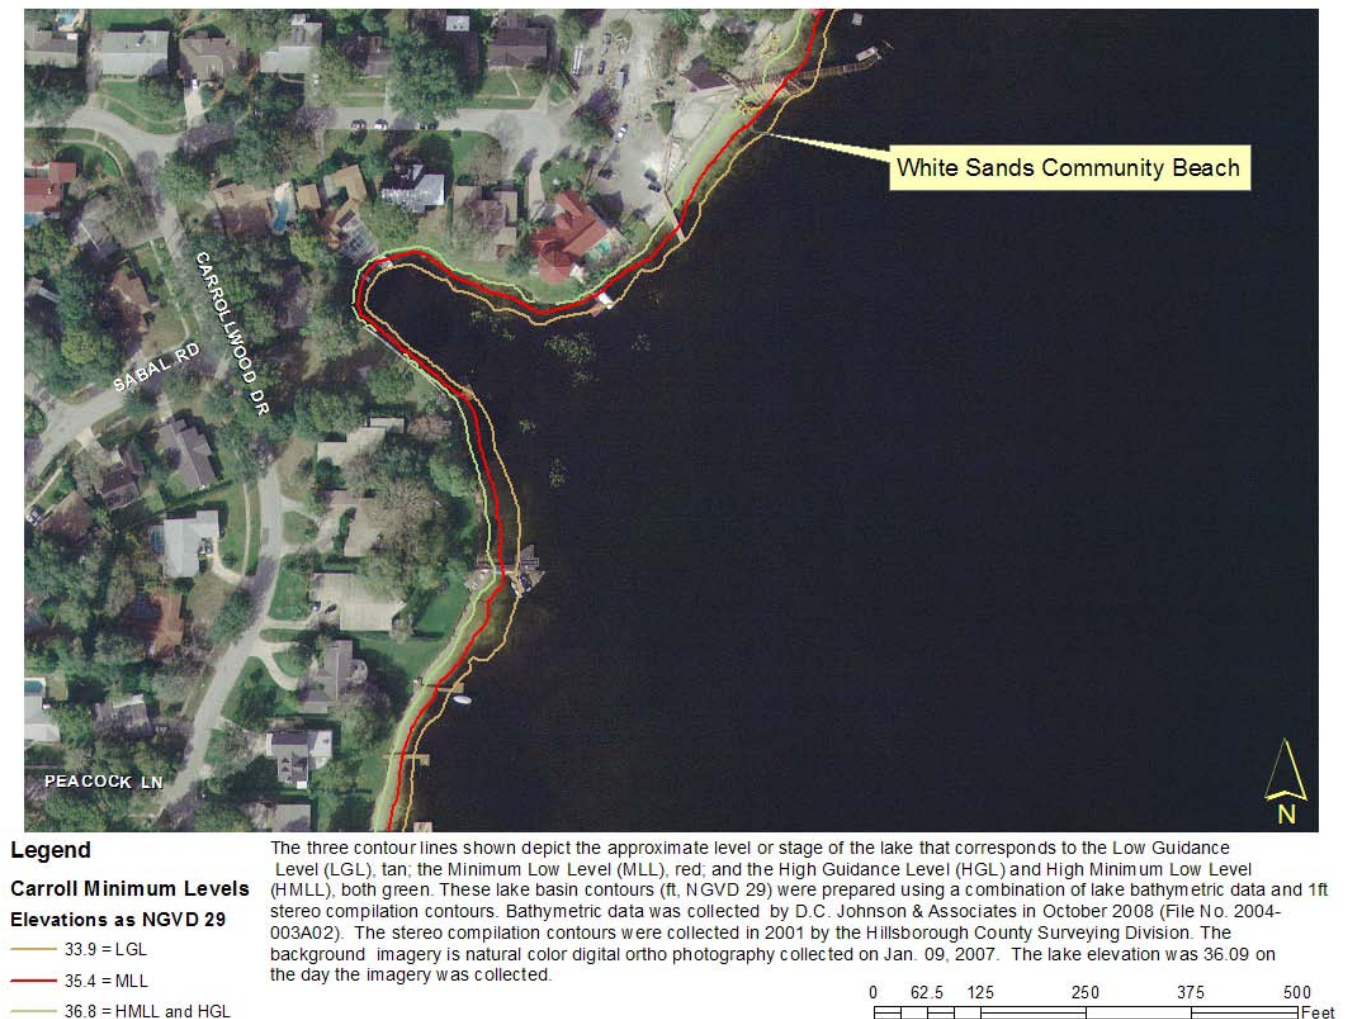 White Sands Community Beach
CARROLLWOOD DR
SABAL RD
PEACOCK LN
N
Legend
Carroll Minimum Levels
Elevations as NGVD 29
33.9 = LGL
35.4 = MLL
36.8 = HMLL and HGL
The three contour lines shown depict the approximate level or stage of the lake that corresponds to the Low Guidance
Level (LGL), tan; the Minimum Low Level (MLL), red; and the High Guidance Level (HGL) and High Minimum Low Level
(HMLL), both green. These lake basin contours (ft, NGVD 29) were prepared using a combination of lake bathymetric data and 1ft
stereo compilation contours. Bathymetric data was collected by D.C. Johnson & Associates in October 2008 (File No. 2004-
003A02). The stereo compilation contours were collected in 2001 by the Hillsborough County Surveying Division. The
background imagery is natural color digital ortho photography collected on Jan. 09, 2007. The lake elevation was 36.09 on
the day the imagery was collected.
0 62.5 125 250 375 500
Feet